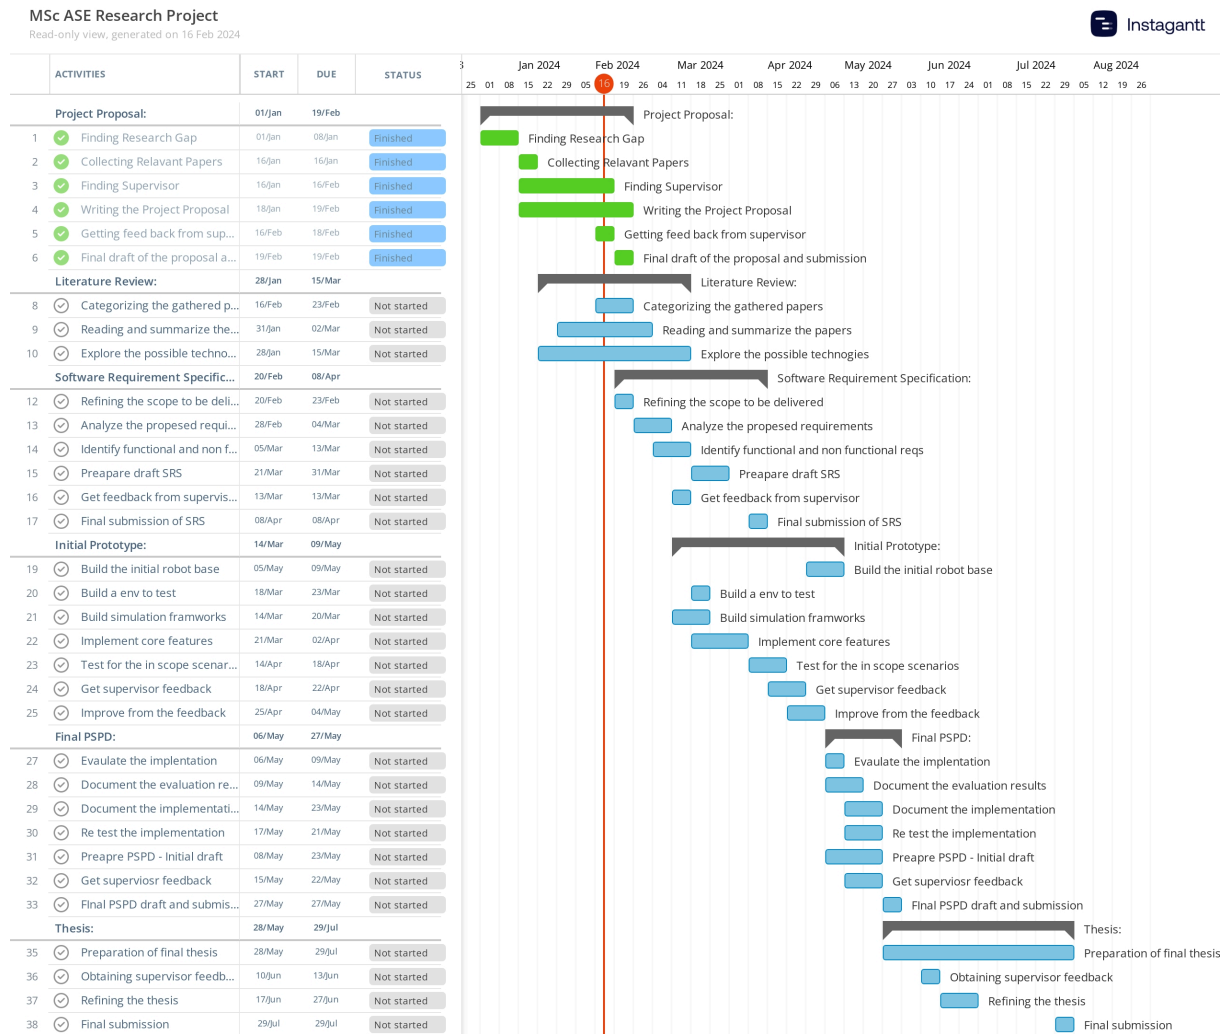 MSc ASE Research Project
Read-only view, generated on 16 Feb 2024
Instagantt
ACTIVITIES START DUE STATUS
8 Jan 2024 Feb 2024 Mar 2024 Apr 2024 May 2024 Jun 2024 Jul 2024 Aug 2024
25 01 08 15 22 29 05 16 19 26 04 11 18 25 01 08 15 22 29 06 13 20 27 03 10 17 24 01 08 15 22 29 05 12 19 26
Project Proposal: 01/Jan 19/Feb Project Proposal:
1 Finding Research Gap 01/Jan 08/Jan Finished Finding Research Gap
2 Collecting Relavant Papers 16/Jan 16/Jan Finished Collecting Relavant Papers
3 Finding Supervisor 16/Jan 16/Feb Finished Finding Supervisor
4 Writing the Project Proposal 18/Jan 19/Feb Finished Writing the Project Proposal
5 Getting feed back from sup... 16/Feb 18/Feb Finished Getting feed back from supervisor
6 Final draft of the proposal a... 19/Feb 19/Feb Finished Final draft of the proposal and submission
Literature Review: 28/Jan 15/Mar Literature Review:
8 Categorizing the gathered p... 16/Feb 23/Feb Not started Categorizing the gathered papers
9 Reading and summarize the... 31/Jan 02/Mar Not started Reading and summarize the papers
10 Explore the possible techno... 28/Jan 15/Mar Not started Explore the possible technogies
Software Requirement Specific... 20/Feb 08/Apr Software Requirement Specification:
12 Refining the scope to be deli... 20/Feb 23/Feb Not started Refining the scope to be delivered
13 Analyze the propesed requi... 28/Feb 04/Mar Not started Analyze the propesed requirements
14 Identify functional and non f... 05/Mar 13/Mar Not started Identify functional and non functional reqs
15 Preapare draft SRS 21/Mar 31/Mar Not started Preapare draft SRS
16 Get feedback from supervis... 13/Mar 13/Mar Not started Get feedback from supervisor
17 Final submission of SRS 08/Apr 08/Apr Not started Final submission of SRS
Initial Prototype: 14/Mar 09/May Initial Prototype:
19 Build the initial robot base 05/May 09/May Not started Build the initial robot base
20 Build a env to test 18/Mar 23/Mar Not started Build a env to test
21 Build simulation framworks 14/Mar 20/Mar Not started Build simulation framworks
22 Implement core features 21/Mar 02/Apr Not started Implement core features
23 Test for the in scope scenar... 14/Apr 18/Apr Not started Test for the in scope scenarios
24 Get supervisor feedback 18/Apr 22/Apr Not started Get supervisor feedback
25 Improve from the feedback 25/Apr 04/May Not started Improve from the feedback
Final PSPD: 06/May 27/May Final PSPD:
27 Evaulate the implentation 06/May 09/May Not started Evaulate the implentation
28 Document the evaluation re... 09/May 14/May Not started Document the evaluation results
29 Document the implementati... 14/May 23/May Not started Document the implementation
30 Re test the implementation 17/May 21/May Not started Re test the implementation
31 Preapre PSPD - Initial draft 08/May 23/May Not started Preapre PSPD - Initial draft
32 Get superviosr feedback 15/May 22/May Not started Get superviosr feedback
33 FInal PSPD draft and submis... 27/May 27/May Not started FInal PSPD draft and submission
Thesis: 28/May 29/Jul Thesis:
35 Preparation of final thesis 28/May 29/Jul Not started Preparation of final thesis
36 Obtaining supervisor feedb... 10/Jun 13/Jun Not started Obtaining supervisor feedback
37 Refining the thesis 17/Jun 27/Jun Not started Refining the thesis
38 Final submission 29/Jul 29/Jul Not started Final submission